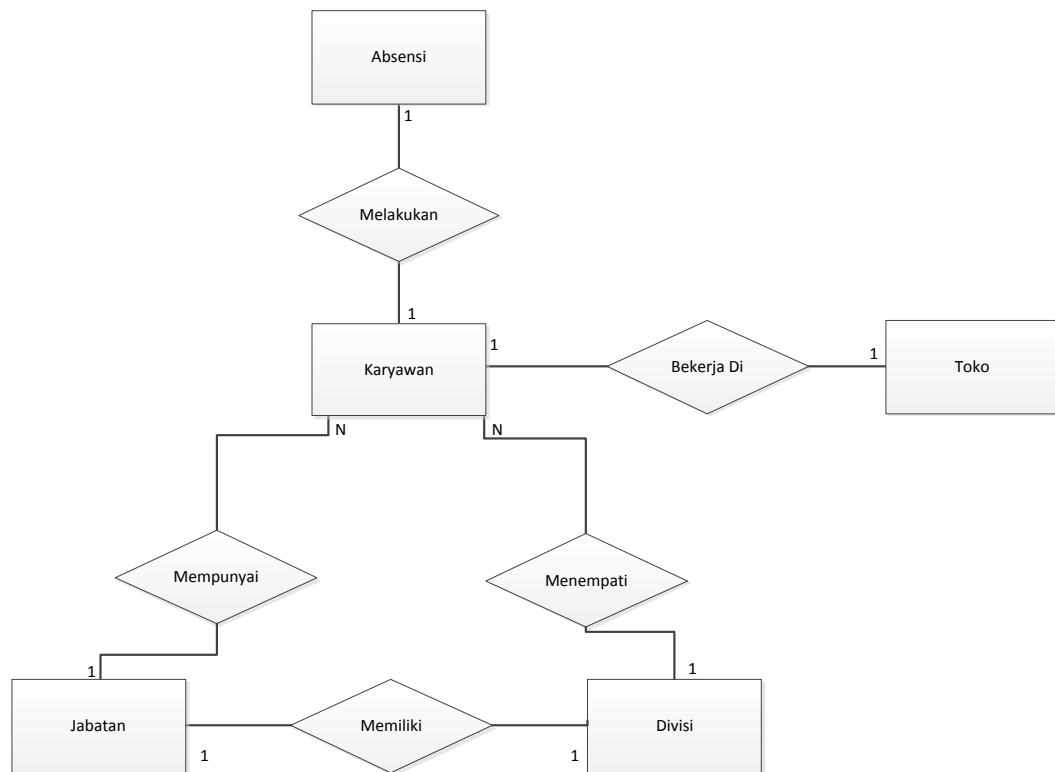 Absensi
1
Melakukan
1
Karyawan
1
Bekerja Di
1
Toko
N
N
Mempunyai
Menempati
1
1
Jabatan
Memiliki
Divisi
1
1